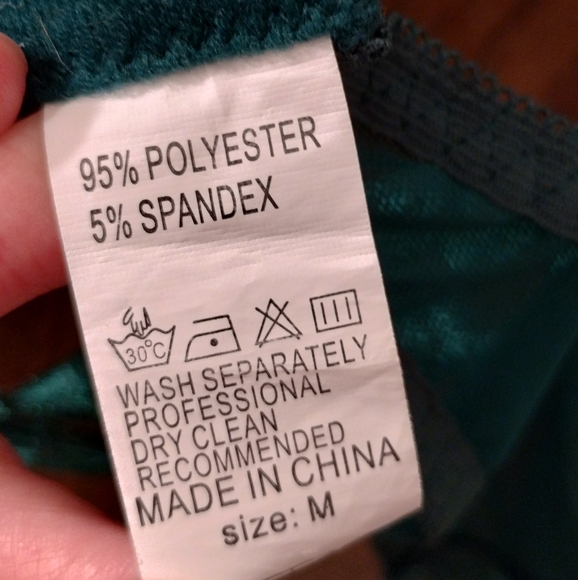 95% POLYESTER
5% SPANDEX
30°C
WASH SEPARATELY
PROFESSIONAL
DRY CLEAN
RECOMMENDED
MADE IN CHINA
size: M